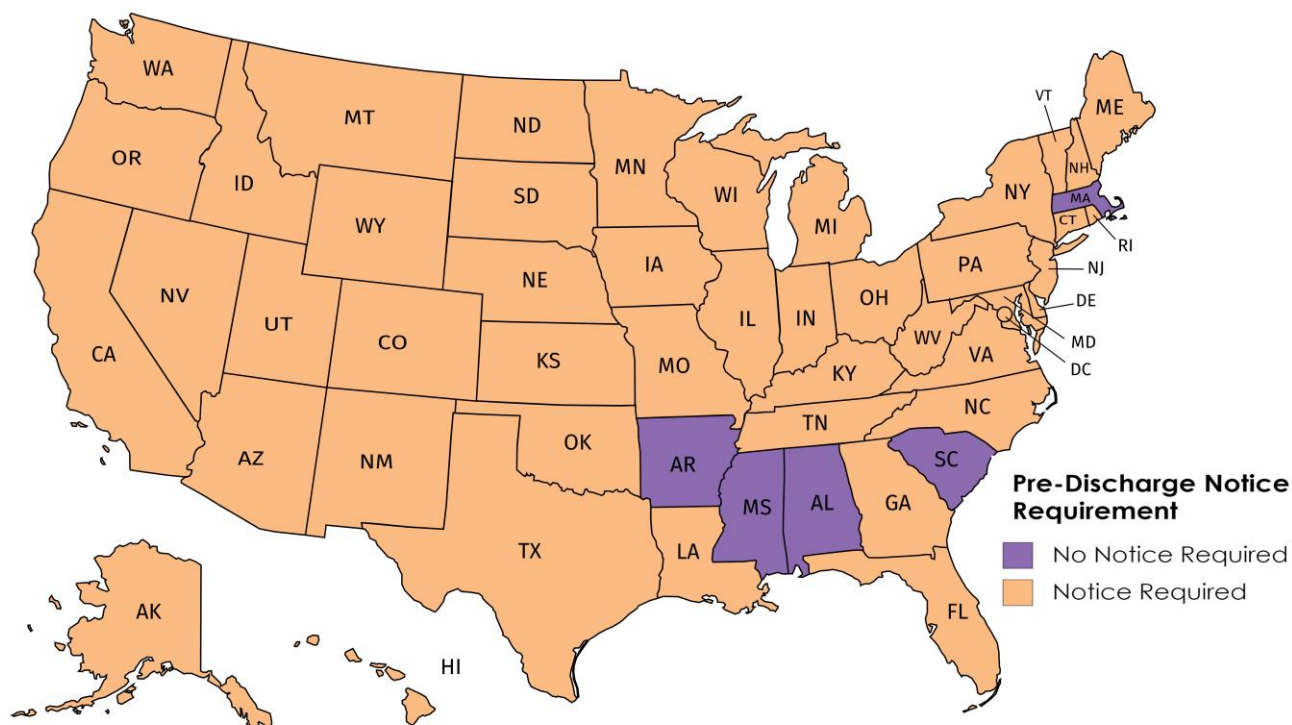 WA
MT
ND
MN
VT
ME
OR
ID
SD
WI
NH
NY
MA
WY
MI
CT
RI
IA
PA
NJ
NE
NV
OH
DE
UT
IL
IN
CO
WV
MD
CA
KS
MO
VA
DC
KY
NC
TN
OK
AZ
NM
AR
SC
MS
AL
GA
TX
LA
Pre-Discharge Notice
Requirement
No Notice Required
Notice Required
AK
FL
HI